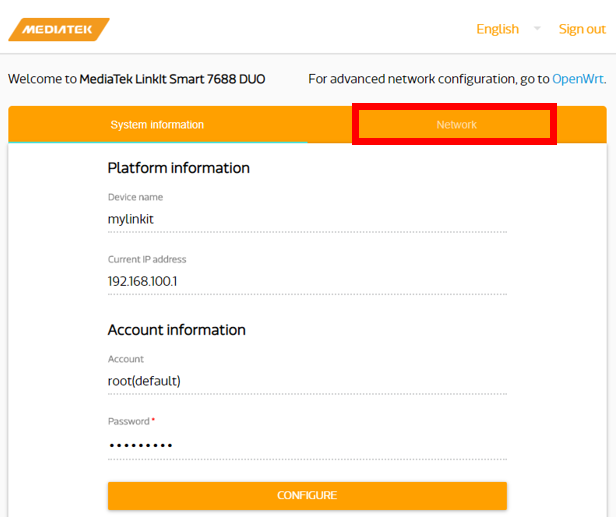 MEDIATEK
English
Sign out
Welcome to MediaTek LinkIt Smart 7688 DUO
For advanced network configuration, go to OpenWrt.
System information
Network
Platform information
Device name
mylinkit
Current IP address
192.168.100.1
Account information
Account
root(default)
Password *
•••••••••
CONFIGURE